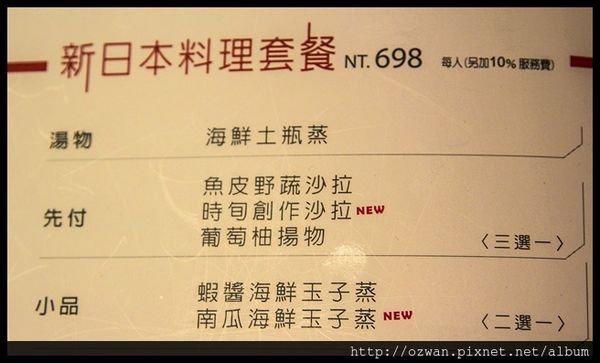 新日本料理套餐 NT. 698 每人(另加10%服務費)
湯物 海鮮土瓶蒸
魚皮野蔬沙拉
先付 時旬創作沙拉 NEW
葡萄柚揚物 〈三選一〉
蝦醬海鮮玉子蒸
小品 南瓜海鮮玉子蒸 NEW 〈二選一〉
http://ozwan.pixnet.net/album